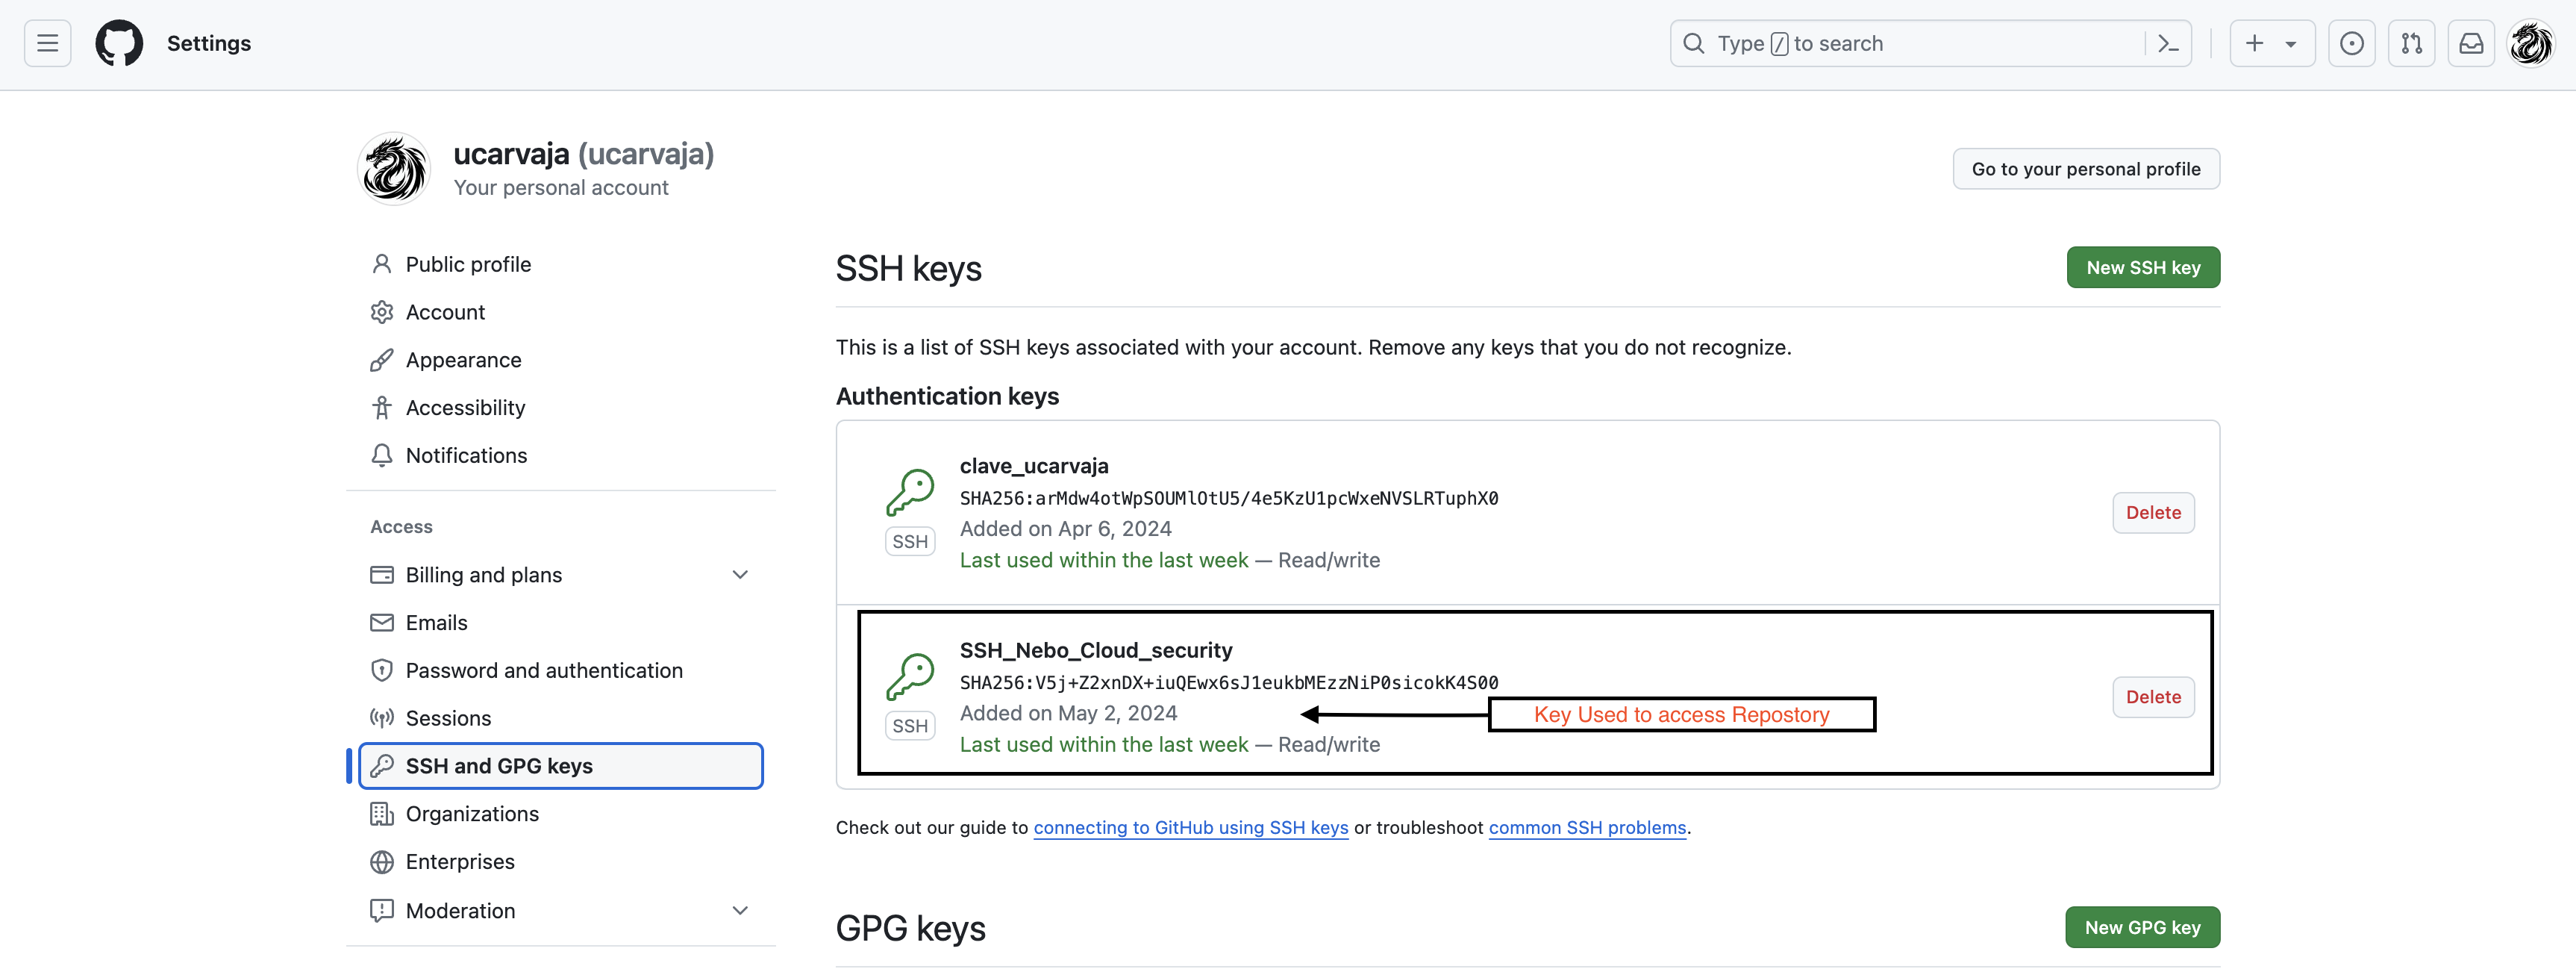 Settings
Type / to search
ucarvaja (ucarvaja)
Your personal account
Go to your personal profile
Public profile
Account
Appearance
Accessibility
Notifications
Access
Billing and plans
Emails
Password and authentication
Sessions
SSH and GPG keys
Organizations
Enterprises
Moderation
SSH keys
New SSH key
This is a list of SSH keys associated with your account. Remove any keys that you do not recognize.
Authentication keys
clave_ucarvaja
SHA256:arMdw4otWpSOUMlOtU5/4e5KzU1pcWxeNVSLRTuphX0
Added on Apr 6, 2024
Last used within the last week — Read/write
SSH
Delete
SSH_Nebo_Cloud_security
SHA256:V5j+Z2xnDX+iuQEwx6sJ1eukbMEzzNiP0sicokK4S00
Added on May 2, 2024
Last used within the last week — Read/write
SSH
Key Used to access Repostory
Delete
Check out our guide to connecting to GitHub using SSH keys or troubleshoot common SSH problems.
GPG keys
New GPG key